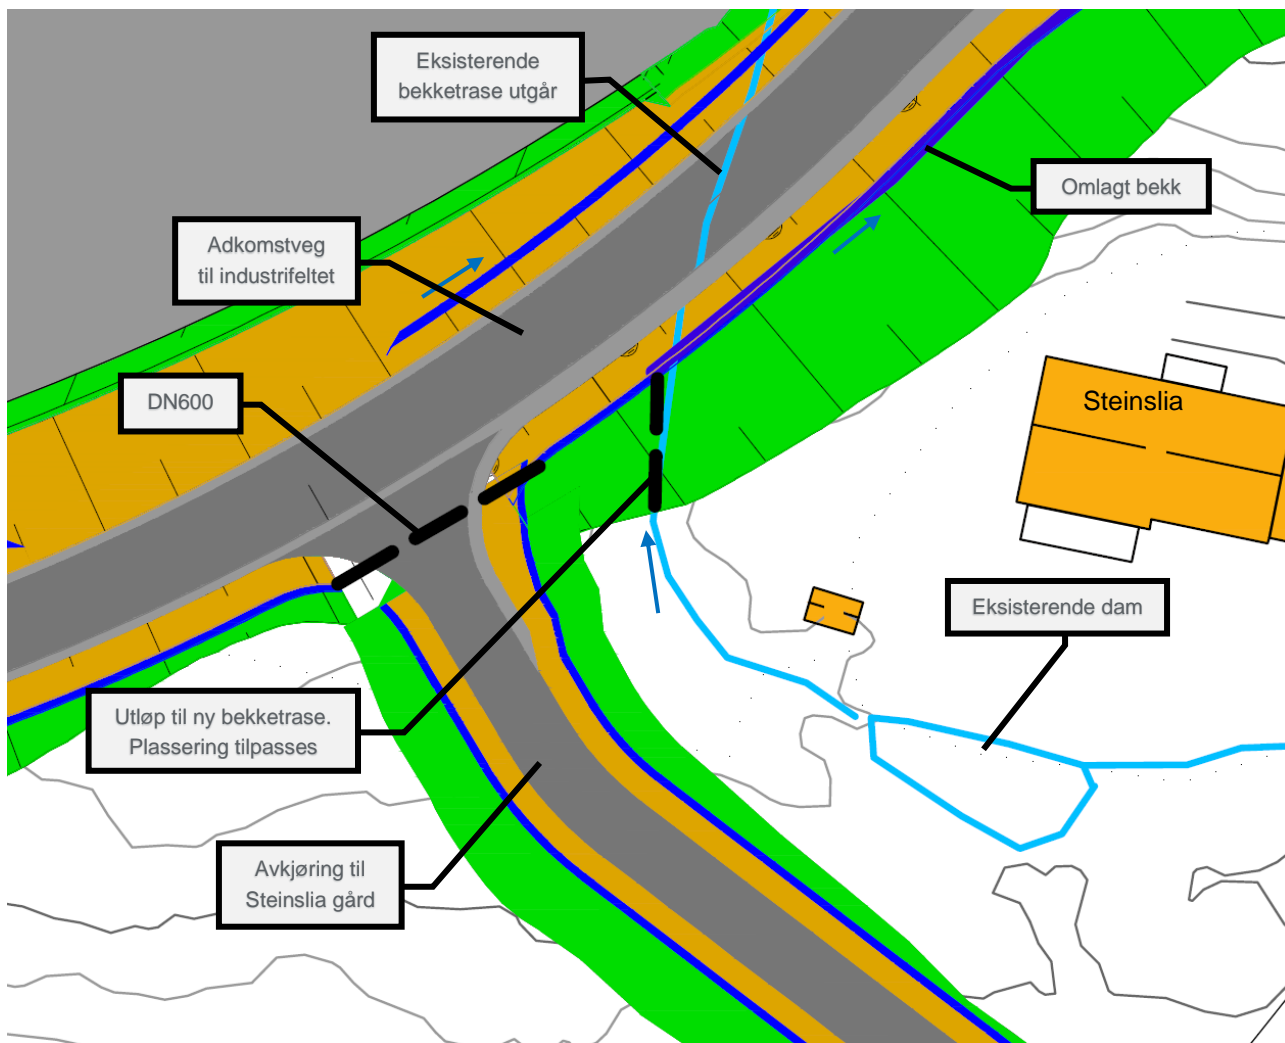 Eksisterende
bekketrase utgår
Omlagt bekk
Adkomstveg
til industrifeltet
DN600
Steinslia
Eksisterende dam
Utløp til ny bekketrase.
Plassering tilpasses
Avkjøring til
Steinslia gård